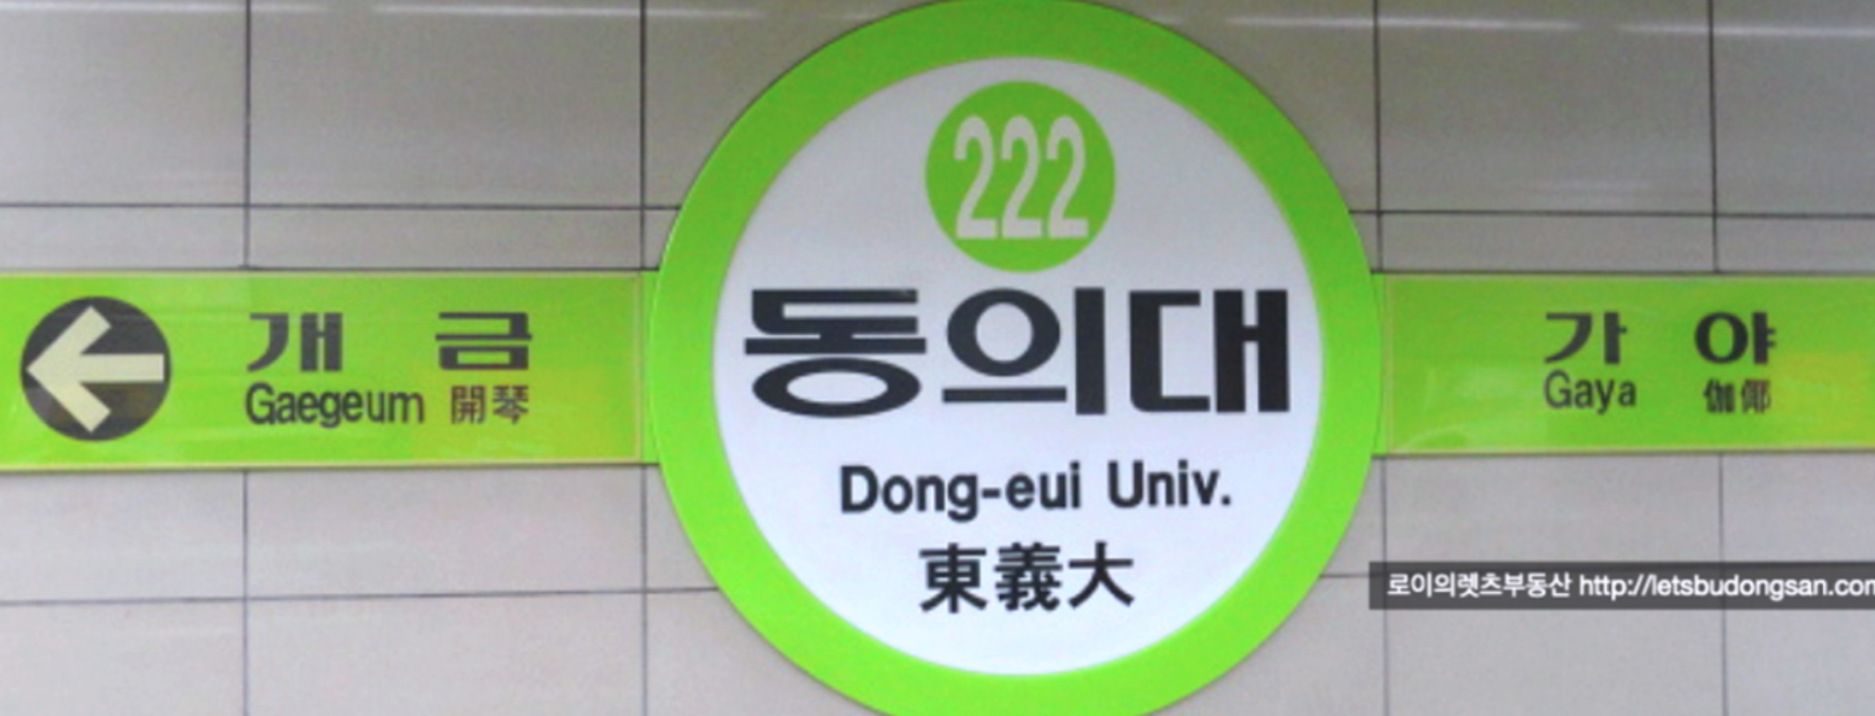 222
개금
Gaegeum 開琴
동의대
Dong-eui Univ.
東義大
가야
Gaya 伽倻
로이의렛츠부동산 http://letsbudongsan.com